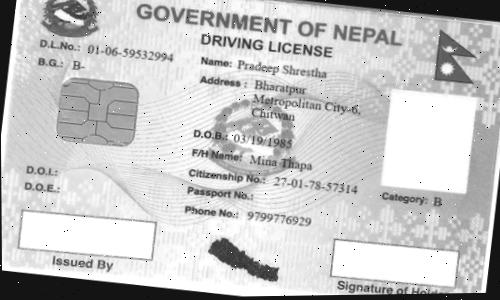 GOVERNMENT OF NEPAL
DRIVING LICENSE
D.L.No.: 01-06-59532994
B.G.: B-
Name: Pradeep Shrestha
Address : Bharatpur
Metropolitan City-6,
Chitwan
D.O.B.: 03/19/1985
F/H Name: Mina Thapa
Citizenship No.: 27-01-78-57314
Passport No.:
Phone No.: 9799776929
D.O.I.:
D.O.E.:
Category: B
Issued By
Signature of